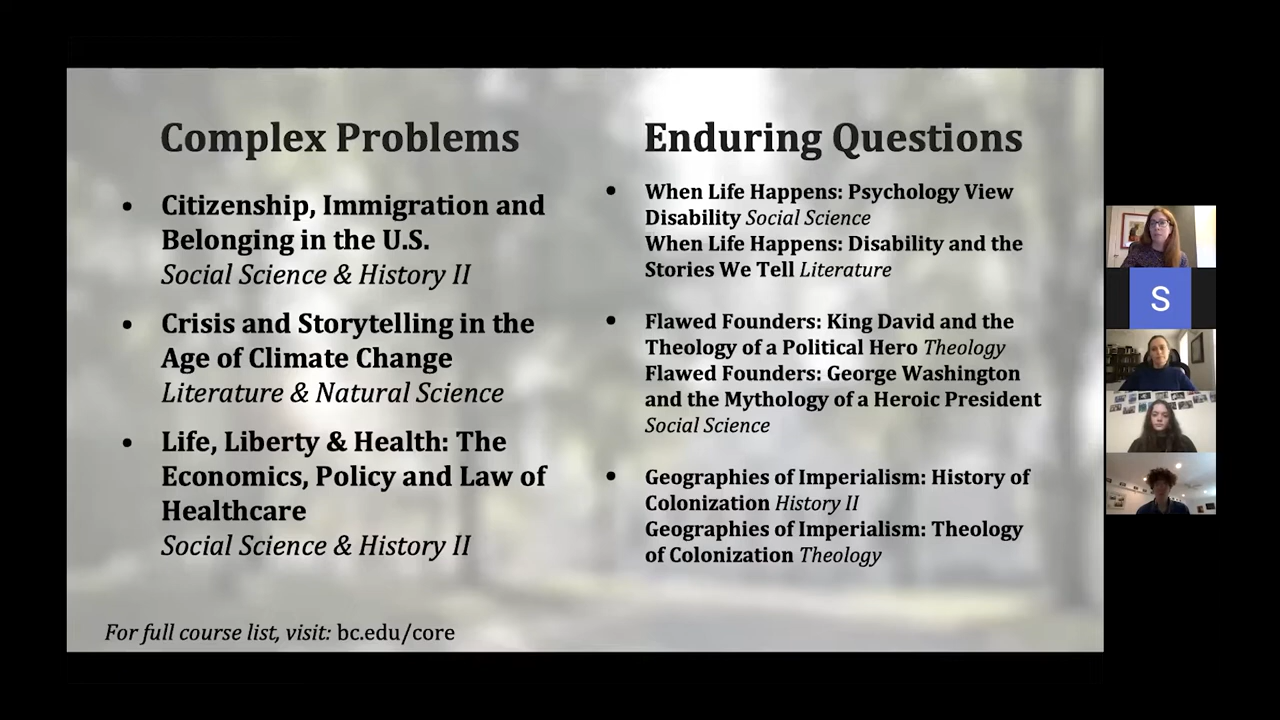 Complex Problems
• Citizenship, Immigration and
Belonging in the U.S.
Social Science & History II
• Crisis and Storytelling in the
Age of Climate Change
Literature & Natural Science
• Life, Liberty & Health: The
Economics, Policy and Law of
Healthcare
Social Science & History II
For full course list, visit: bc.edu/core
Enduring Questions
• When Life Happens: Psychology View
Disability Social Science
When Life Happens: Disability and the
Stories We Tell Literature
• Flawed Founders: King David and the
Theology of a Political Hero Theology
Flawed Founders: George Washington
and the Mythology of a Heroic President
Social Science
• Geographies of Imperialism: History of
Colonization History II
Geographies of Imperialism: Theology
of Colonization Theology
S